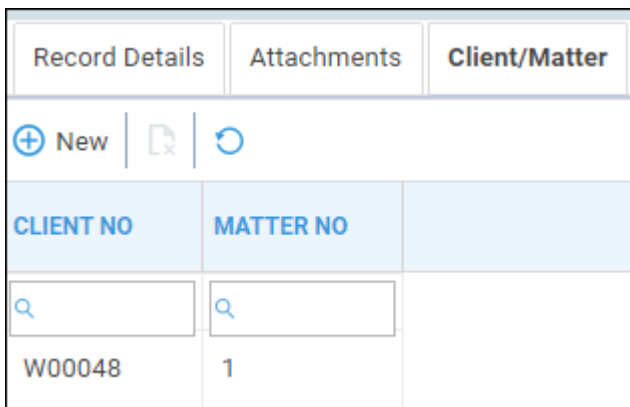 Record Details Attachments Client/Matter
New
CLIENT NO MATTER NO
W00048 1